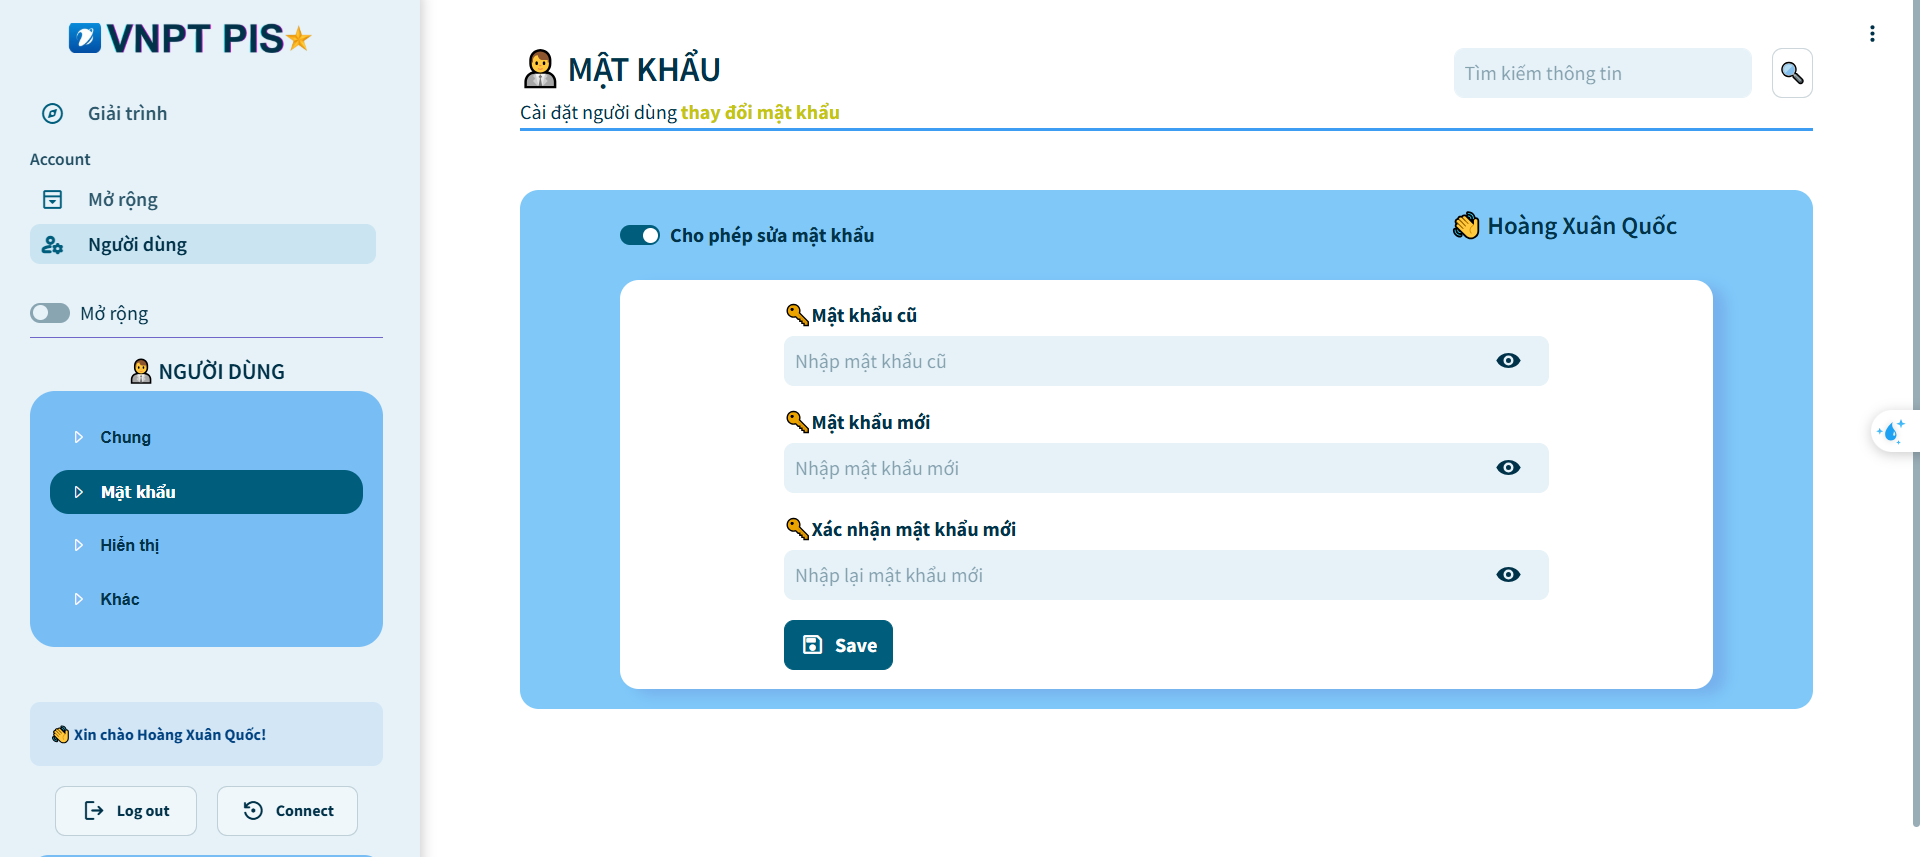 VNPT PIS
Giải trình
Account
Mở rộng
Người dùng
Mở rộng
NGƯỜI DÙNG
Chung
Mật khẩu
Hiển thị
Khác
Xin chào Hoàng Xuân Quốc!
Log out
Connect
MẬT KHẨU
Tìm kiếm thông tin
Cài đặt người dùng thay đổi mật khẩu
Cho phép sửa mật khẩu
Hoàng Xuân Quốc
Mật khẩu cũ
Nhập mật khẩu cũ
Mật khẩu mới
Nhập mật khẩu mới
Xác nhận mật khẩu mới
Nhập lại mật khẩu mới
Save